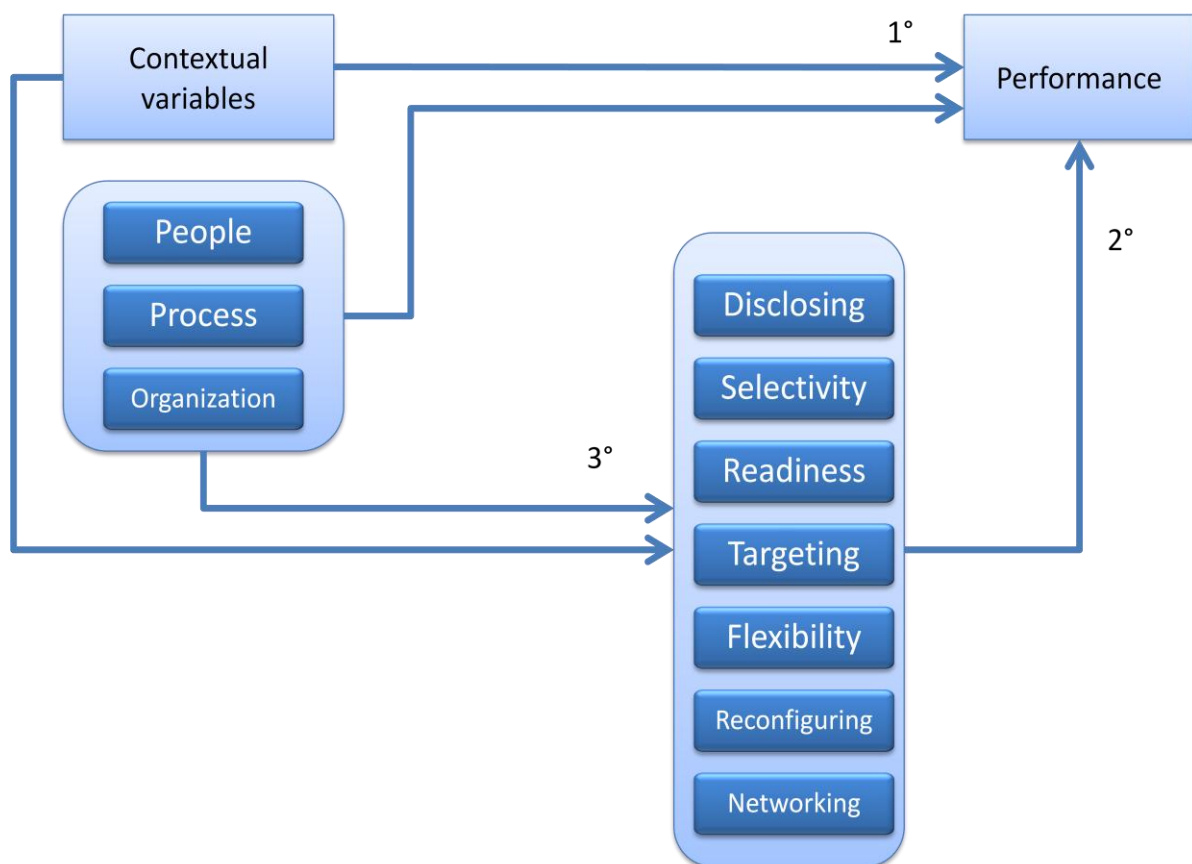 Contextual
variables
1°
Performance
People
Process
Organization
2°
3°
Disclosing
Selectivity
Readiness
Targeting
Flexibility
Reconfiguring
Networking